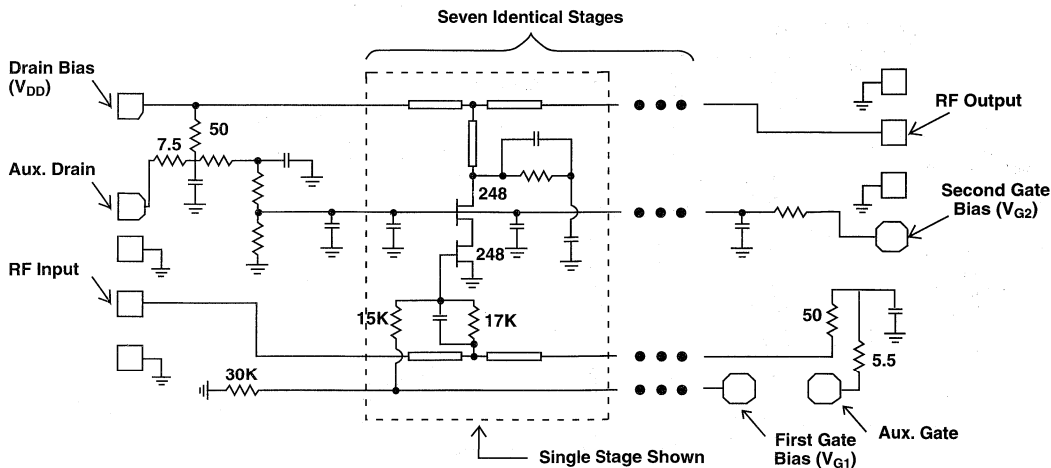 Seven Identical Stages
Drain Bias
(VDD)
50
7.5
Aux. Drain
RF Input
248
248
15K
17K
30K
RF Output
Second Gate
Bias (VG2)
50
5.5
First Gate
Bias (VG1)
Aux. Gate
Single Stage Shown